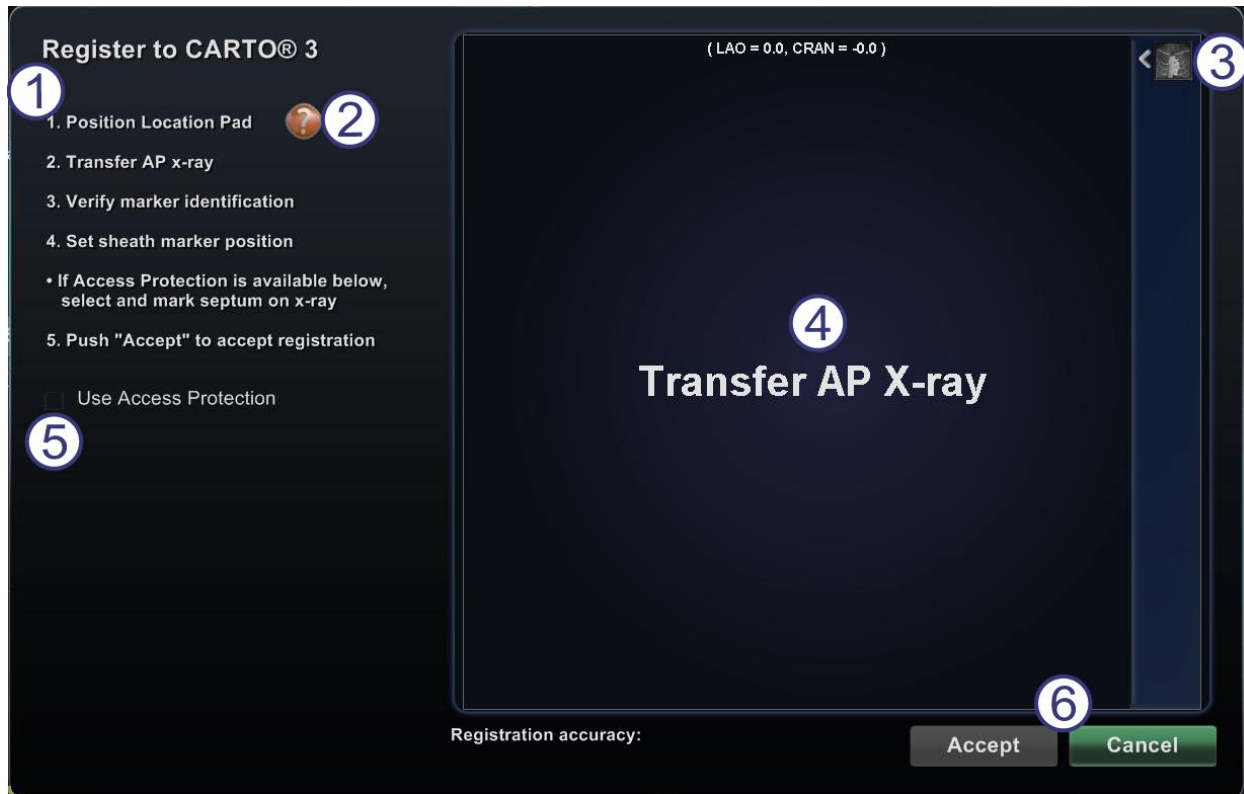 Register to CARTO® 3
1
1. Position Location Pad
2
2. Transfer AP x-ray
3. Verify marker identification
4. Set sheath marker position
• If Access Protection is available below,
select and mark septum on x-ray
5. Push "Accept" to accept registration
Use Access Protection
5
( LAO = 0.0, CRAN = -0.0 )
3
4
Transfer AP X-ray
Registration accuracy:
6
Accept
Cancel